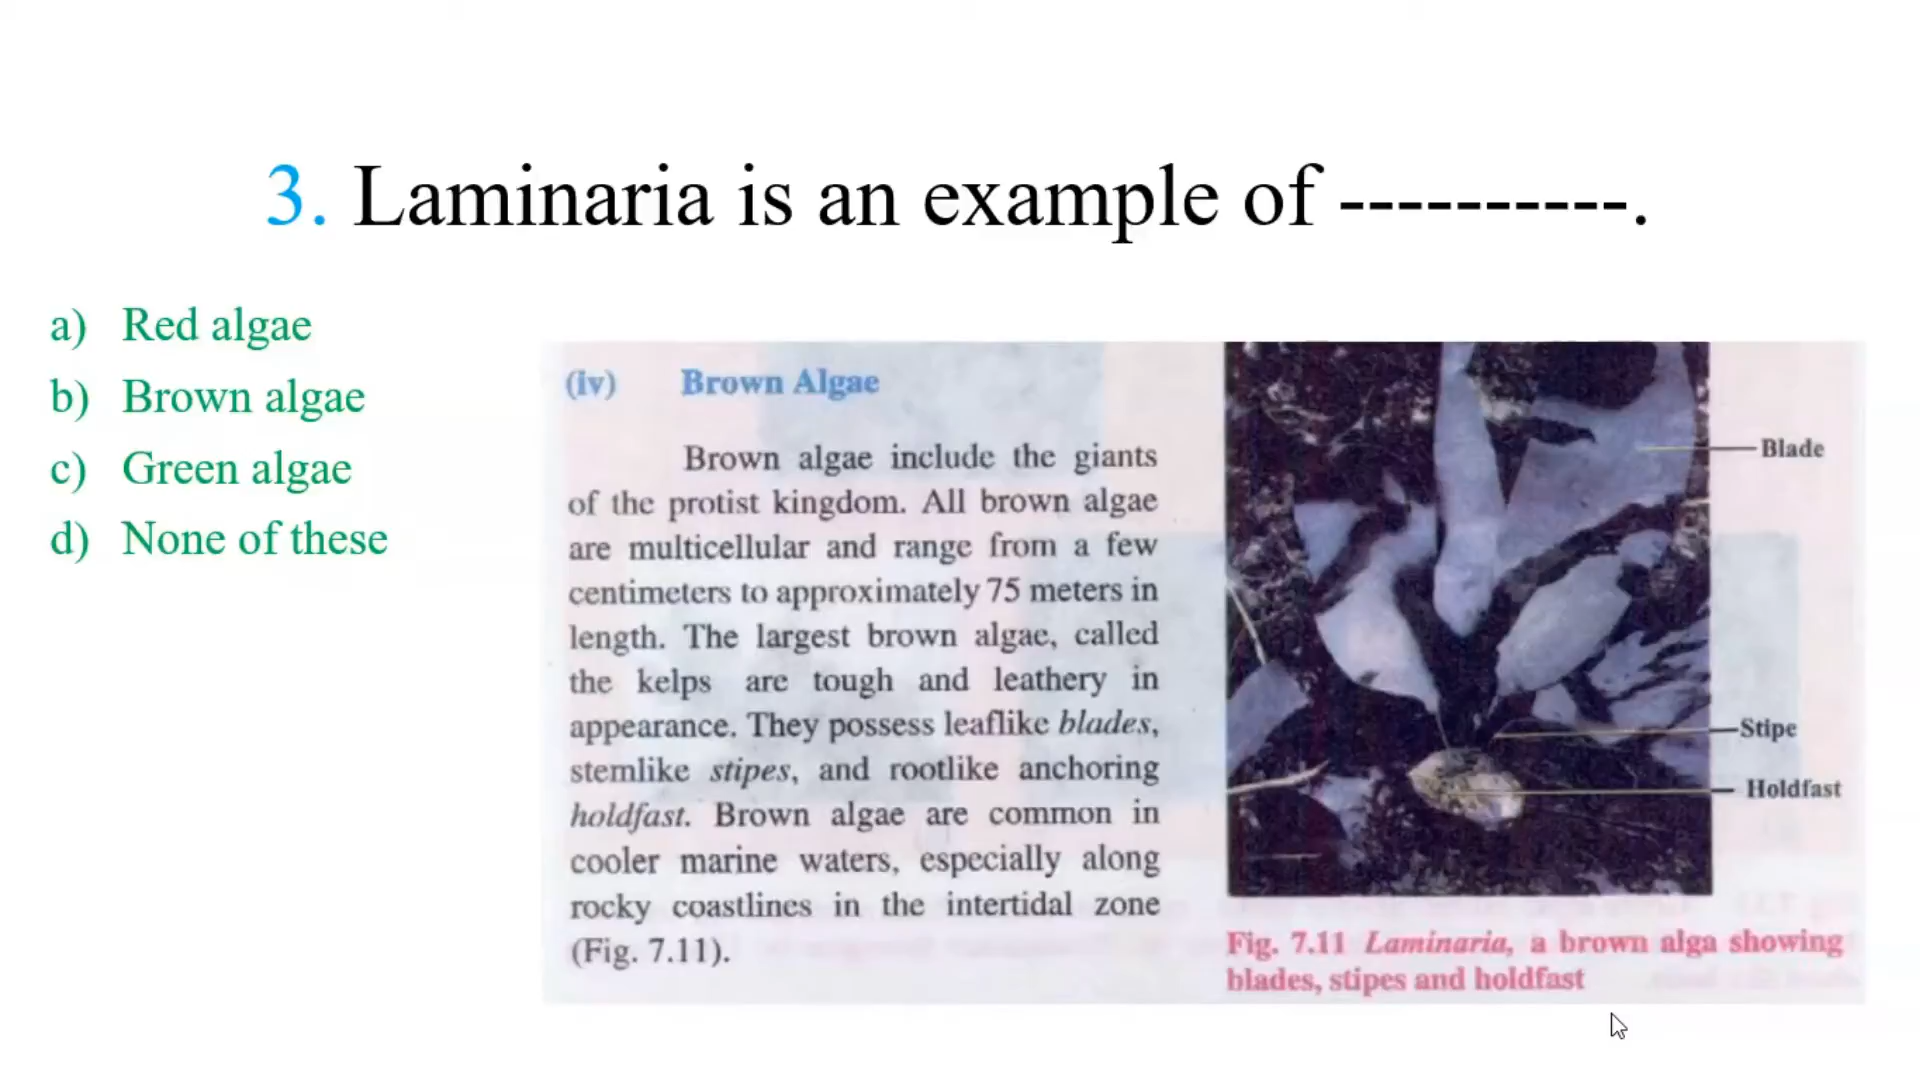 3. Laminaria is an example of ----------.
a) Red algae
b) Brown algae
c) Green algae
d) None of these
(iv) Brown Algae
Brown algae include the giants
of the protist kingdom. All brown algae
are multicellular and range from a few
centimeters to approximately 75 meters in
length. The largest brown algae, called
the kelps are tough and leathery in
appearance. They possess leaflike blades,
stemlike stipes, and rootlike anchoring
holdfast. Brown algae are common in
cooler marine waters, especially along
rocky coastlines in the intertidal zone
(Fig. 7.11).
Blade
Stipe
Holdfast
Fig. 7.11 Laminaria, a brown alga showing
blades, stipes and holdfast